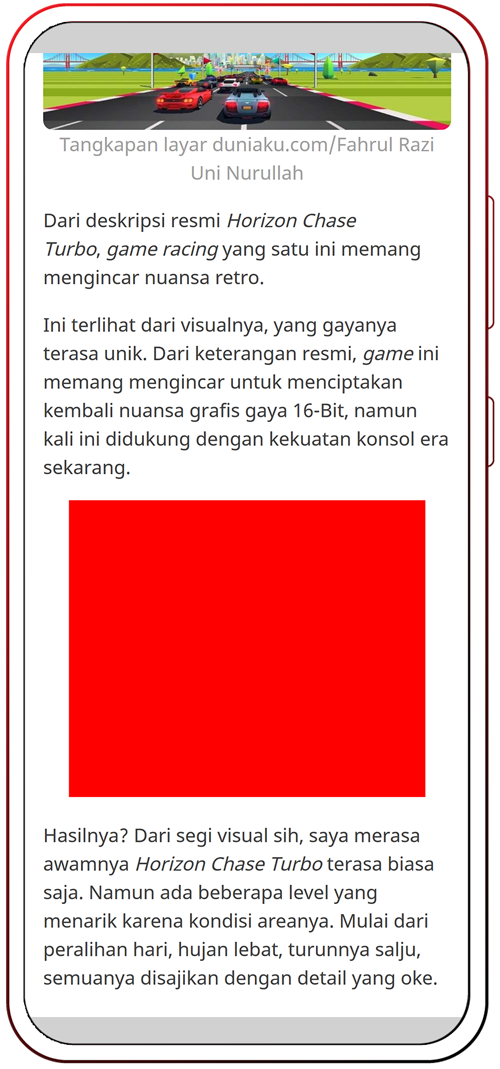 Tangkapan layar duniaku.com/Fahrul Razi
Uni Nurullah
Dari deskripsi resmi Horizon Chase
Turbo, game racing yang satu ini memang
mengincar nuansa retro.
Ini terlihat dari visualnya, yang gayanya
terasa unik. Dari keterangan resmi, game ini
memang mengincar untuk menciptakan
kembali nuansa grafis gaya 16-Bit, namun
kali ini didukung dengan kekuatan konsol era
sekarang.
Hasilnya? Dari segi visual sih, saya merasa
awamnya Horizon Chase Turbo terasa biasa
saja. Namun ada beberapa level yang
menarik karena kondisi areanya. Mulai dari
peralihan hari, hujan lebat, turunnya salju,
semuanya disajikan dengan detail yang oke.